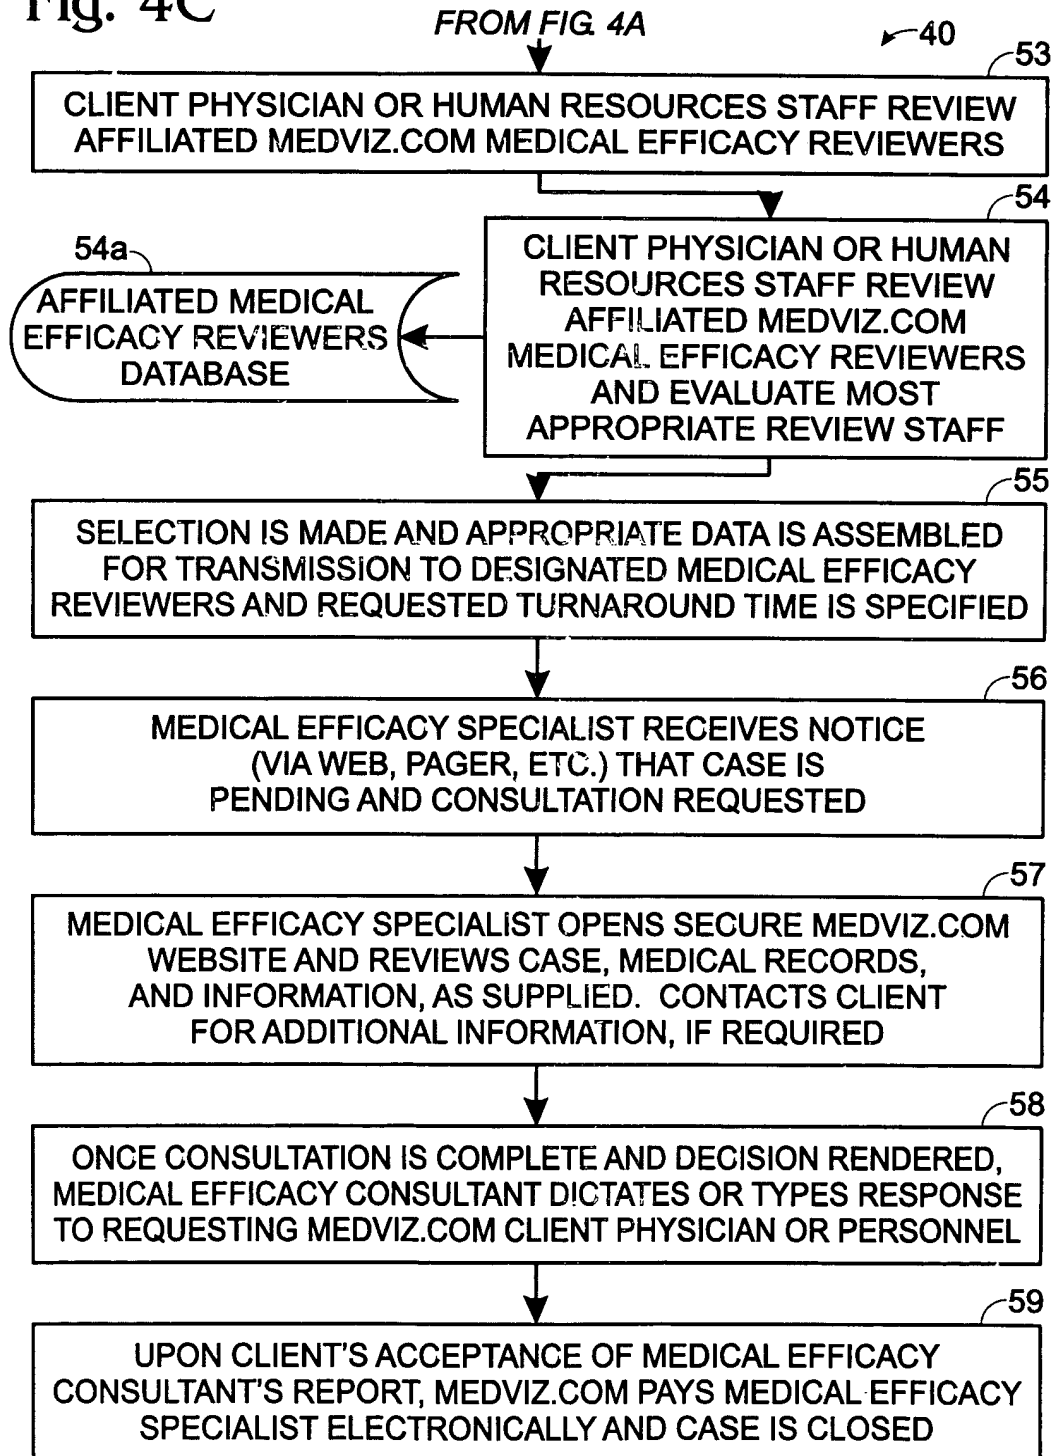 Fig. 4C
FROM FIG. 4A
40
53
CLIENT PHYSICIAN OR HUMAN RESOURCES STAFF REVIEW
AFFILIATED MEDVIZ.COM MEDICAL EFFICACY REVIEWERS
54
CLIENT PHYSICIAN OR HUMAN
RESOURCES STAFF REVIEW
AFFILIATED MEDVIZ.COM
MEDICAL EFFICACY REVIEWERS
AND EVALUATE MOST
APPROPRIATE REVIEW STAFF
54a
AFFILIATED MEDICAL
EFFICACY REVIEWERS
DATABASE
55
SELECTION IS MADE AND APPROPRIATE DATA IS ASSEMBLED
FOR TRANSMISSION TO DESIGNATED MEDICAL EFFICACY
REVIEWERS AND REQUESTED TURNAROUND TIME IS SPECIFIED
56
MEDICAL EFFICACY SPECIALIST RECEIVES NOTICE
(VIA WEB, PAGER, ETC.) THAT CASE IS
PENDING AND CONSULTATION REQUESTED
57
MEDICAL EFFICACY SPECIALIST OPENS SECURE MEDVIZ.COM
WEBSITE AND REVIEWS CASE, MEDICAL RECORDS,
AND INFORMATION, AS SUPPLIED. CONTACTS CLIENT
FOR ADDITIONAL INFORMATION, IF REQUIRED
58
ONCE CONSULTATION IS COMPLETE AND DECISION RENDERED,
MEDICAL EFFICACY CONSULTANT DICTATES OR TYPES RESPONSE
TO REQUESTING MEDVIZ.COM CLIENT PHYSICIAN OR PERSONNEL
59
UPON CLIENT'S ACCEPTANCE OF MEDICAL EFFICACY
CONSULTANT'S REPORT, MEDVIZ.COM PAYS MEDICAL EFFICACY
SPECIALIST ELECTRONICALLY AND CASE IS CLOSED